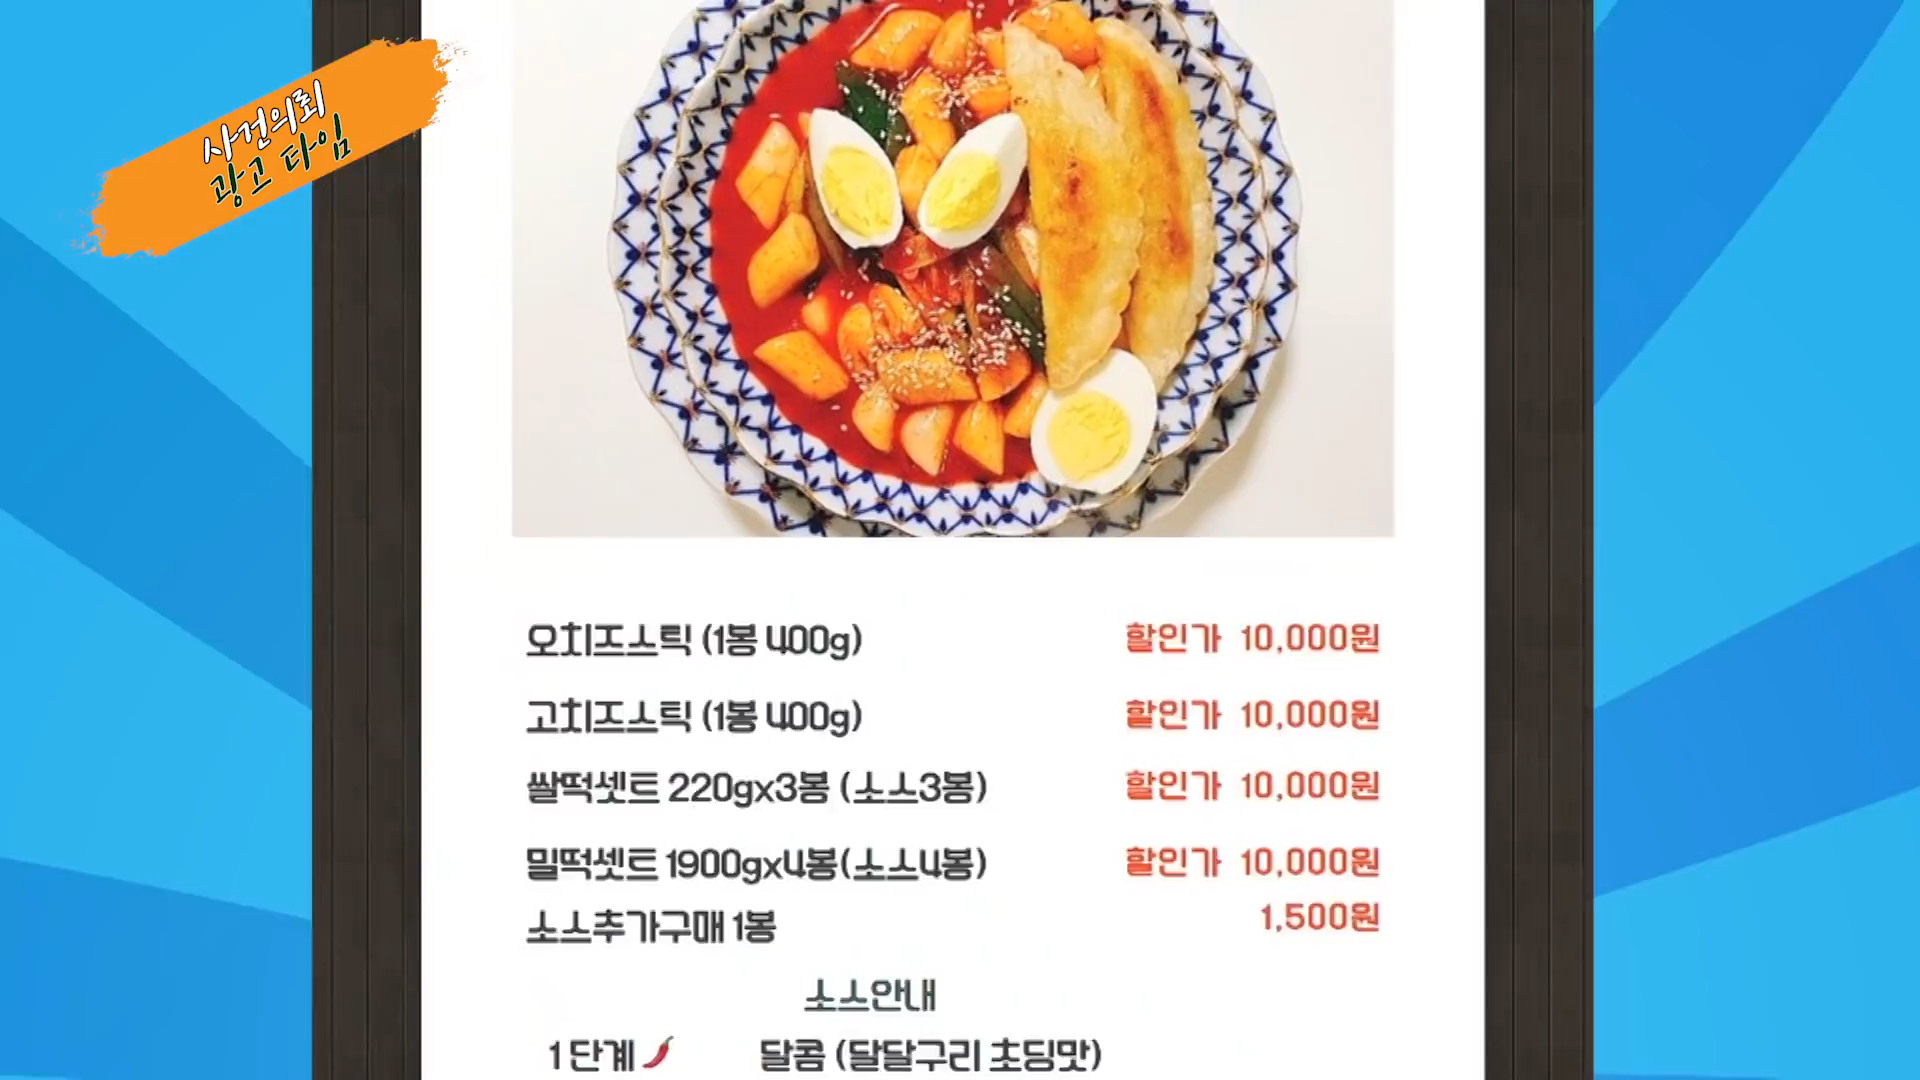 사건의뢰
광고 타임
오치즈스틱 (1봉 400g) 할인가 10,000원
고치즈스틱 (1봉 400g) 할인가 10,000원
쌀떡셋트 220gx3봉 (소스3봉) 할인가 10,000원
밀떡셋트 1900gx4봉(소스4봉) 할인가 10,000원
소스추가구매 1봉 1,500원
소스안내
1단계🌶 달콤 (달달구리 초딩맛)